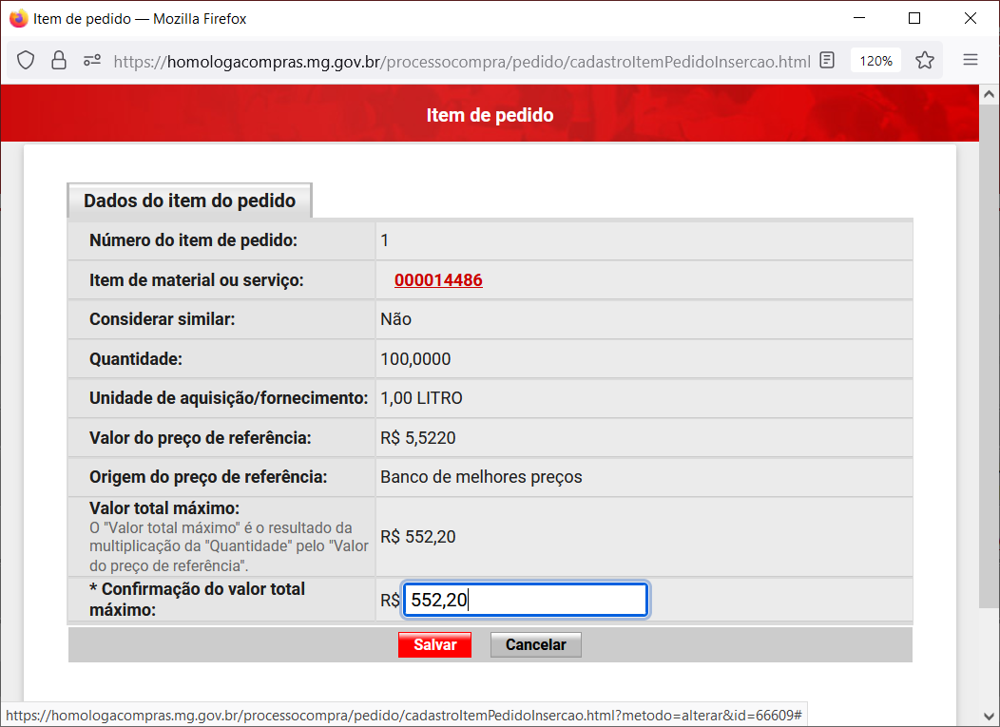 Item de pedido — Mozilla Firefox
https://homologacompras.mg.gov.br/processocompra/pedido/cadastroItemPedidoInsercao.html
120%
Item de pedido
Dados do item do pedido
Número do item de pedido: 1
Item de material ou serviço: 000014486
Considerar similar: Não
Quantidade: 100,0000
Unidade de aquisição/fornecimento: 1,00 LITRO
Valor do preço de referência: R$ 5,5220
Origem do preço de referência: Banco de melhores preços
Valor total máximo:
O "Valor total máximo" é o resultado da
multiplicação da "Quantidade" pelo "Valor
do preço de referência".
R$ 552,20
* Confirmação do valor total
máximo:
R$ 552,20
Salvar Cancelar
https://homologacompras.mg.gov.br/processocompra/pedido/cadastroItemPedidoInsercao.html?metodo=alterar&id=66609#